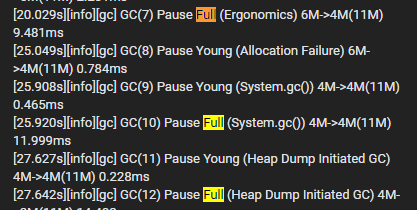 [20.029s][info][gc] GC(7) Pause Full (Ergonomics) 6M->4M(11M)
9.481ms
[25.049s][info][gc] GC(8) Pause Young (Allocation Failure) 6M-
>4M(11M) 0.784ms
[25.908s][info][gc] GC(9) Pause Young (System.gc()) 4M->4M(11M)
0.465ms
[25.920s][info][gc] GC(10) Pause Full (System.gc()) 4M->4M(11M)
11.999ms
[27.627s][info][gc] GC(11) Pause Young (Heap Dump Initiated GC)
4M->4M(11M) 0.228ms
[27.642s][info][gc] GC(12) Pause Full (Heap Dump Initiated GC) 4M-